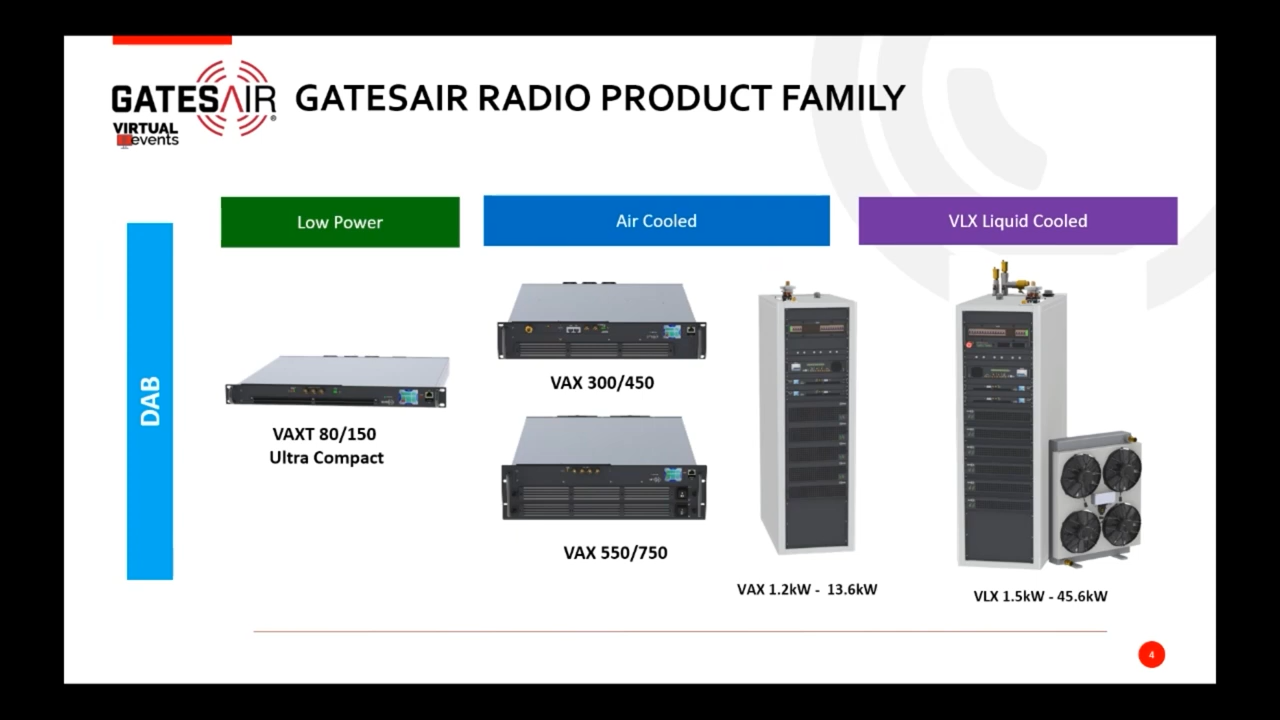 GATESAIR
®
VIRTUAL
events
GATESAIR RADIO PRODUCT FAMILY
Low Power
Air Cooled
VLX Liquid Cooled
DAB
VAXT 80/150
Ultra Compact
VAX 300/450
VAX 550/750
VAX 1.2kW - 13.6kW
VLX 1.5kW - 45.6kW
4